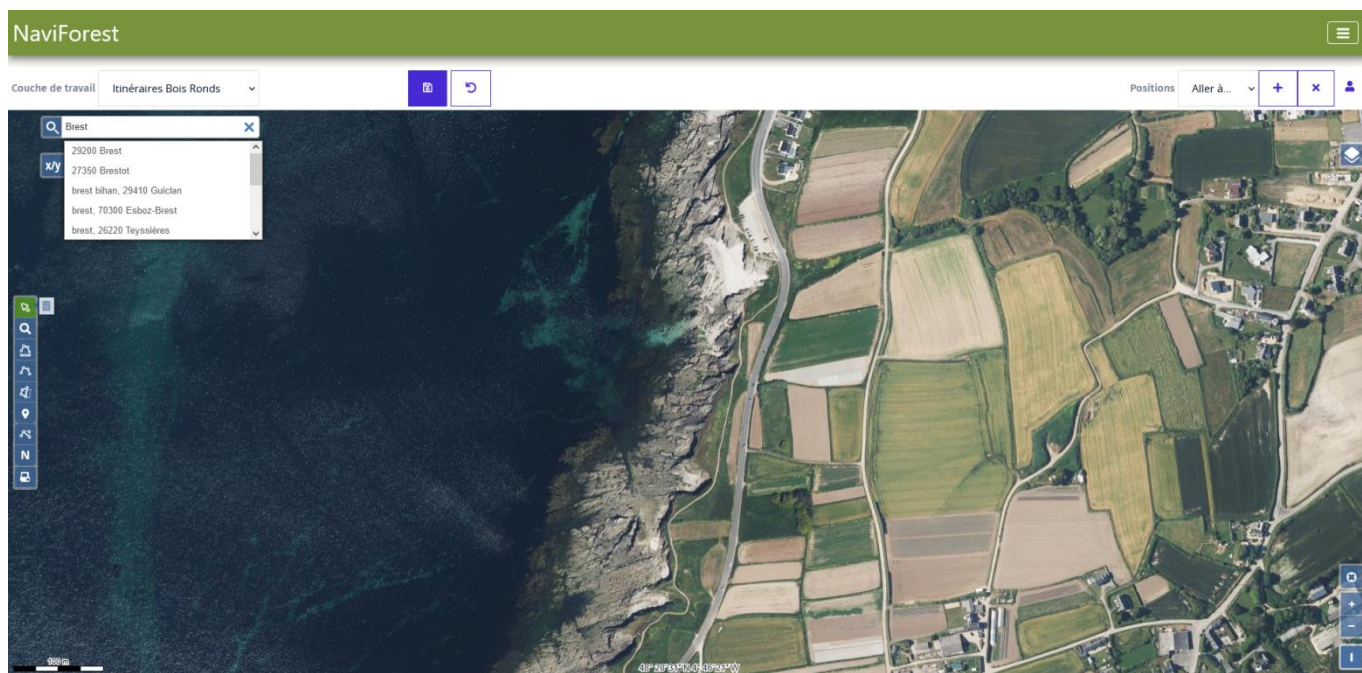 NaviForest
Couche de travail Itinéraires Bois Ronds Positions Aller à...
Brest
29200 Brest
x/y
27350 Brestot
brest bihan, 29410 Guiclan
brest, 70300 Esboz-Brest
brest, 26220 Teyssières
N
100 m